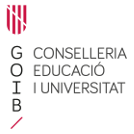 GOIB/
CONSELLERIA
EDUCACIÓ
I UNIVERSITAT